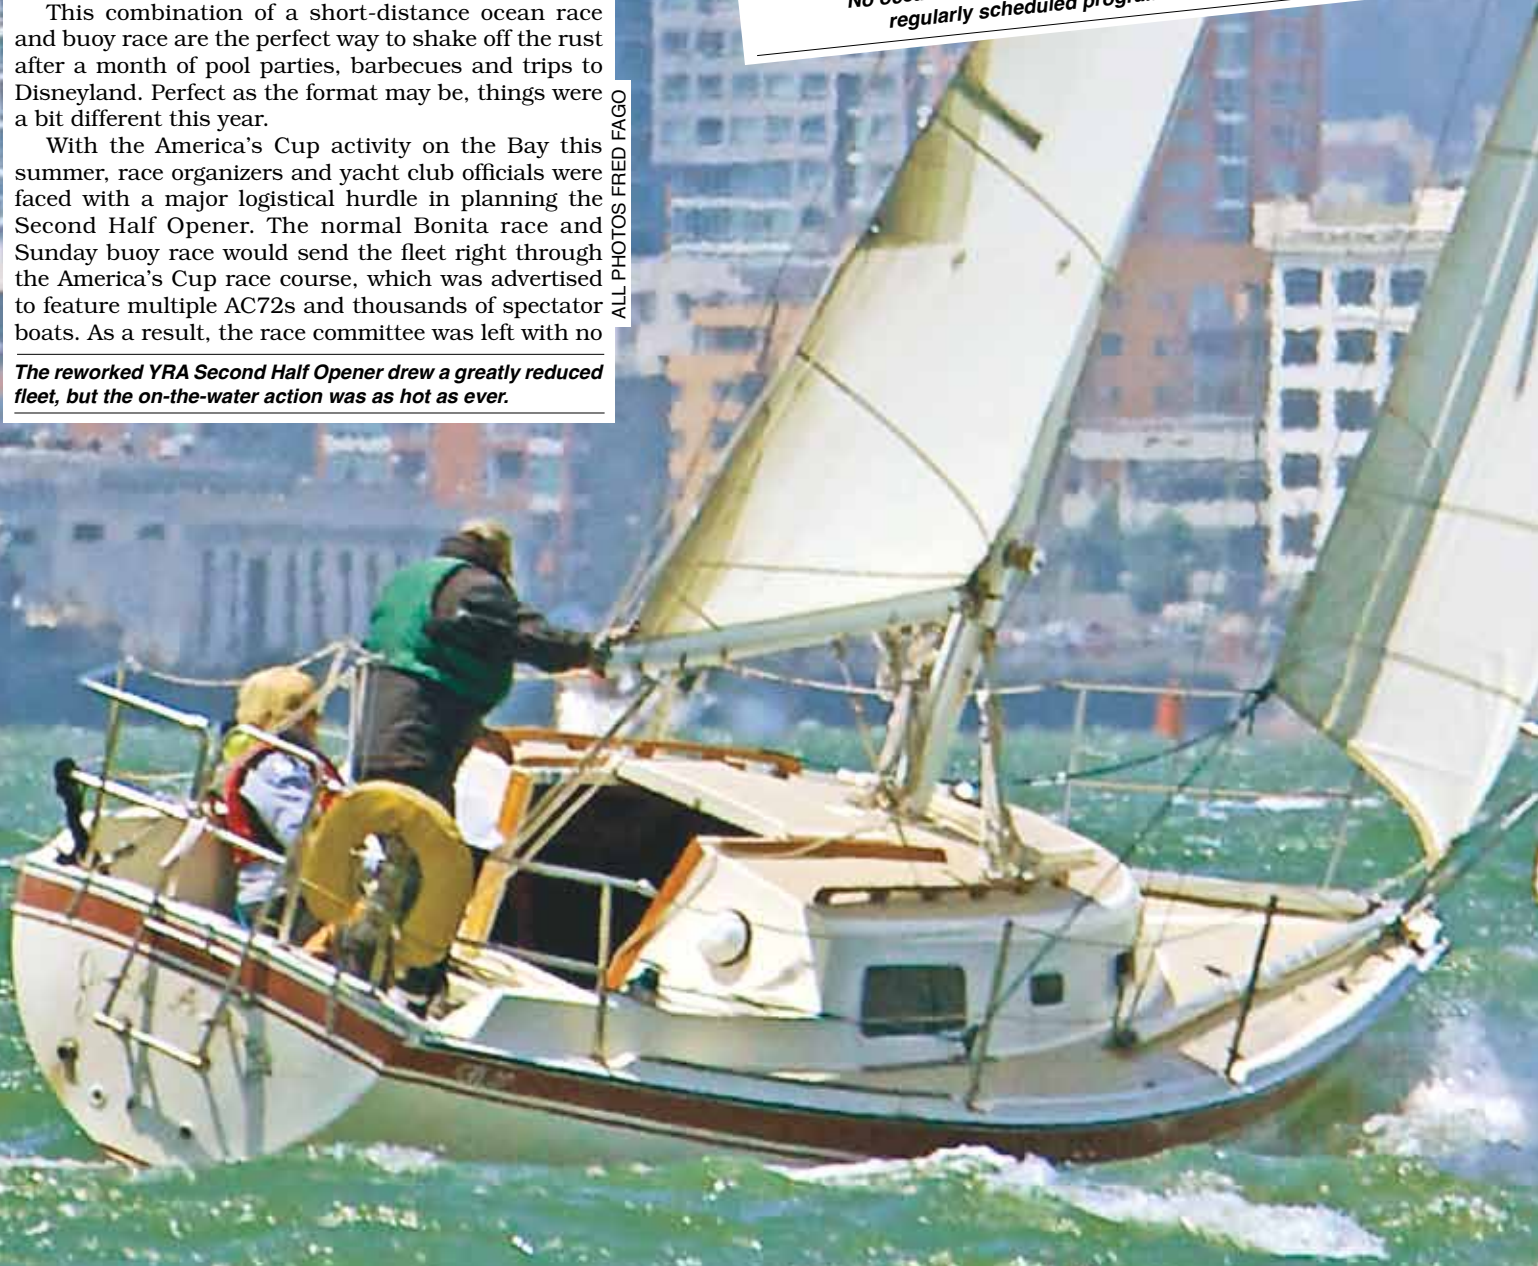 This combination of a short-distance ocean race
and buoy race are the perfect way to shake off the rust
after a month of pool parties, barbecues and trips to
Disneyland. Perfect as the format may be, things were
a bit different this year.
With the America's Cup activity on the Bay this
summer, race organizers and yacht club officials were
faced with a major logistical hurdle in planning the
Second Half Opener. The normal Bonita race and
Sunday buoy race would send the fleet right through
the America's Cup race course, which was advertised
to feature multiple AC72s and thousands of spectator
boats. As a result, the race committee was left with no
The reworked YRA Second Half Opener drew a greatly reduced
fleet, but the on-the-water action was as hot as ever.
ALL PHOTOS FRED FAGO
No
regularly scheduled